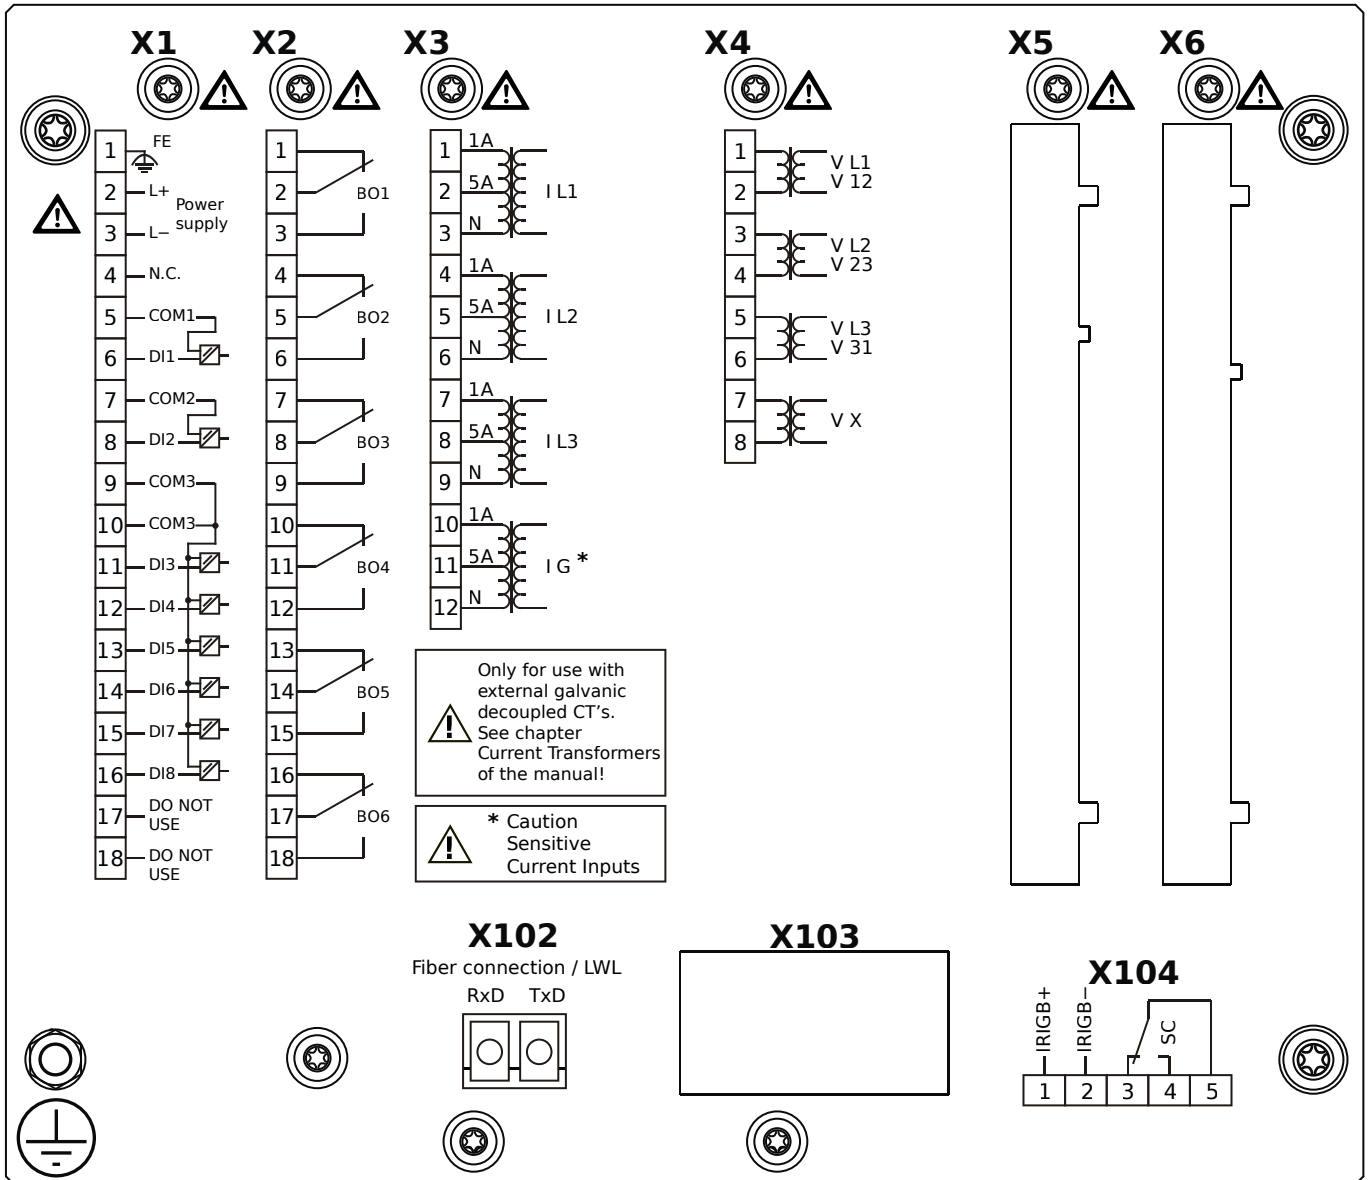 X1
X2
X3
X4
X5
X6
1 FE
2 L+
Power
supply
3 L−
4 N.C.
5 COM1
6 DI1
7 COM2
8 DI2
9 COM3
10 COM3
11 DI3
12 DI4
13 DI5
14 DI6
15 DI7
16 DI8
17 DO NOT
USE
18 DO NOT
USE
1
2 BO1
3
4
5 BO2
6
7
8 BO3
9
10
11 BO4
12
13
14 BO5
15
16
17 BO6
18
1 1A
2 5A I L1
3 N
4 1A
5 5A I L2
6 N
7 1A
8 5A I L3
9 N
10 1A
11 5A I G *
12 N
Only for use with
external galvanic
decoupled CT's.
See chapter
Current Transformers
of the manual!
* Caution
Sensitive
Current Inputs
1 V L1
2 V 12
3 V L2
4 V 23
5 V L3
6 V 31
7 V X
8
X102
Fiber connection / LWL
RxD TxD
X103
X104
IRIGB+
IRIGB−
SC
1 2 3 4 5